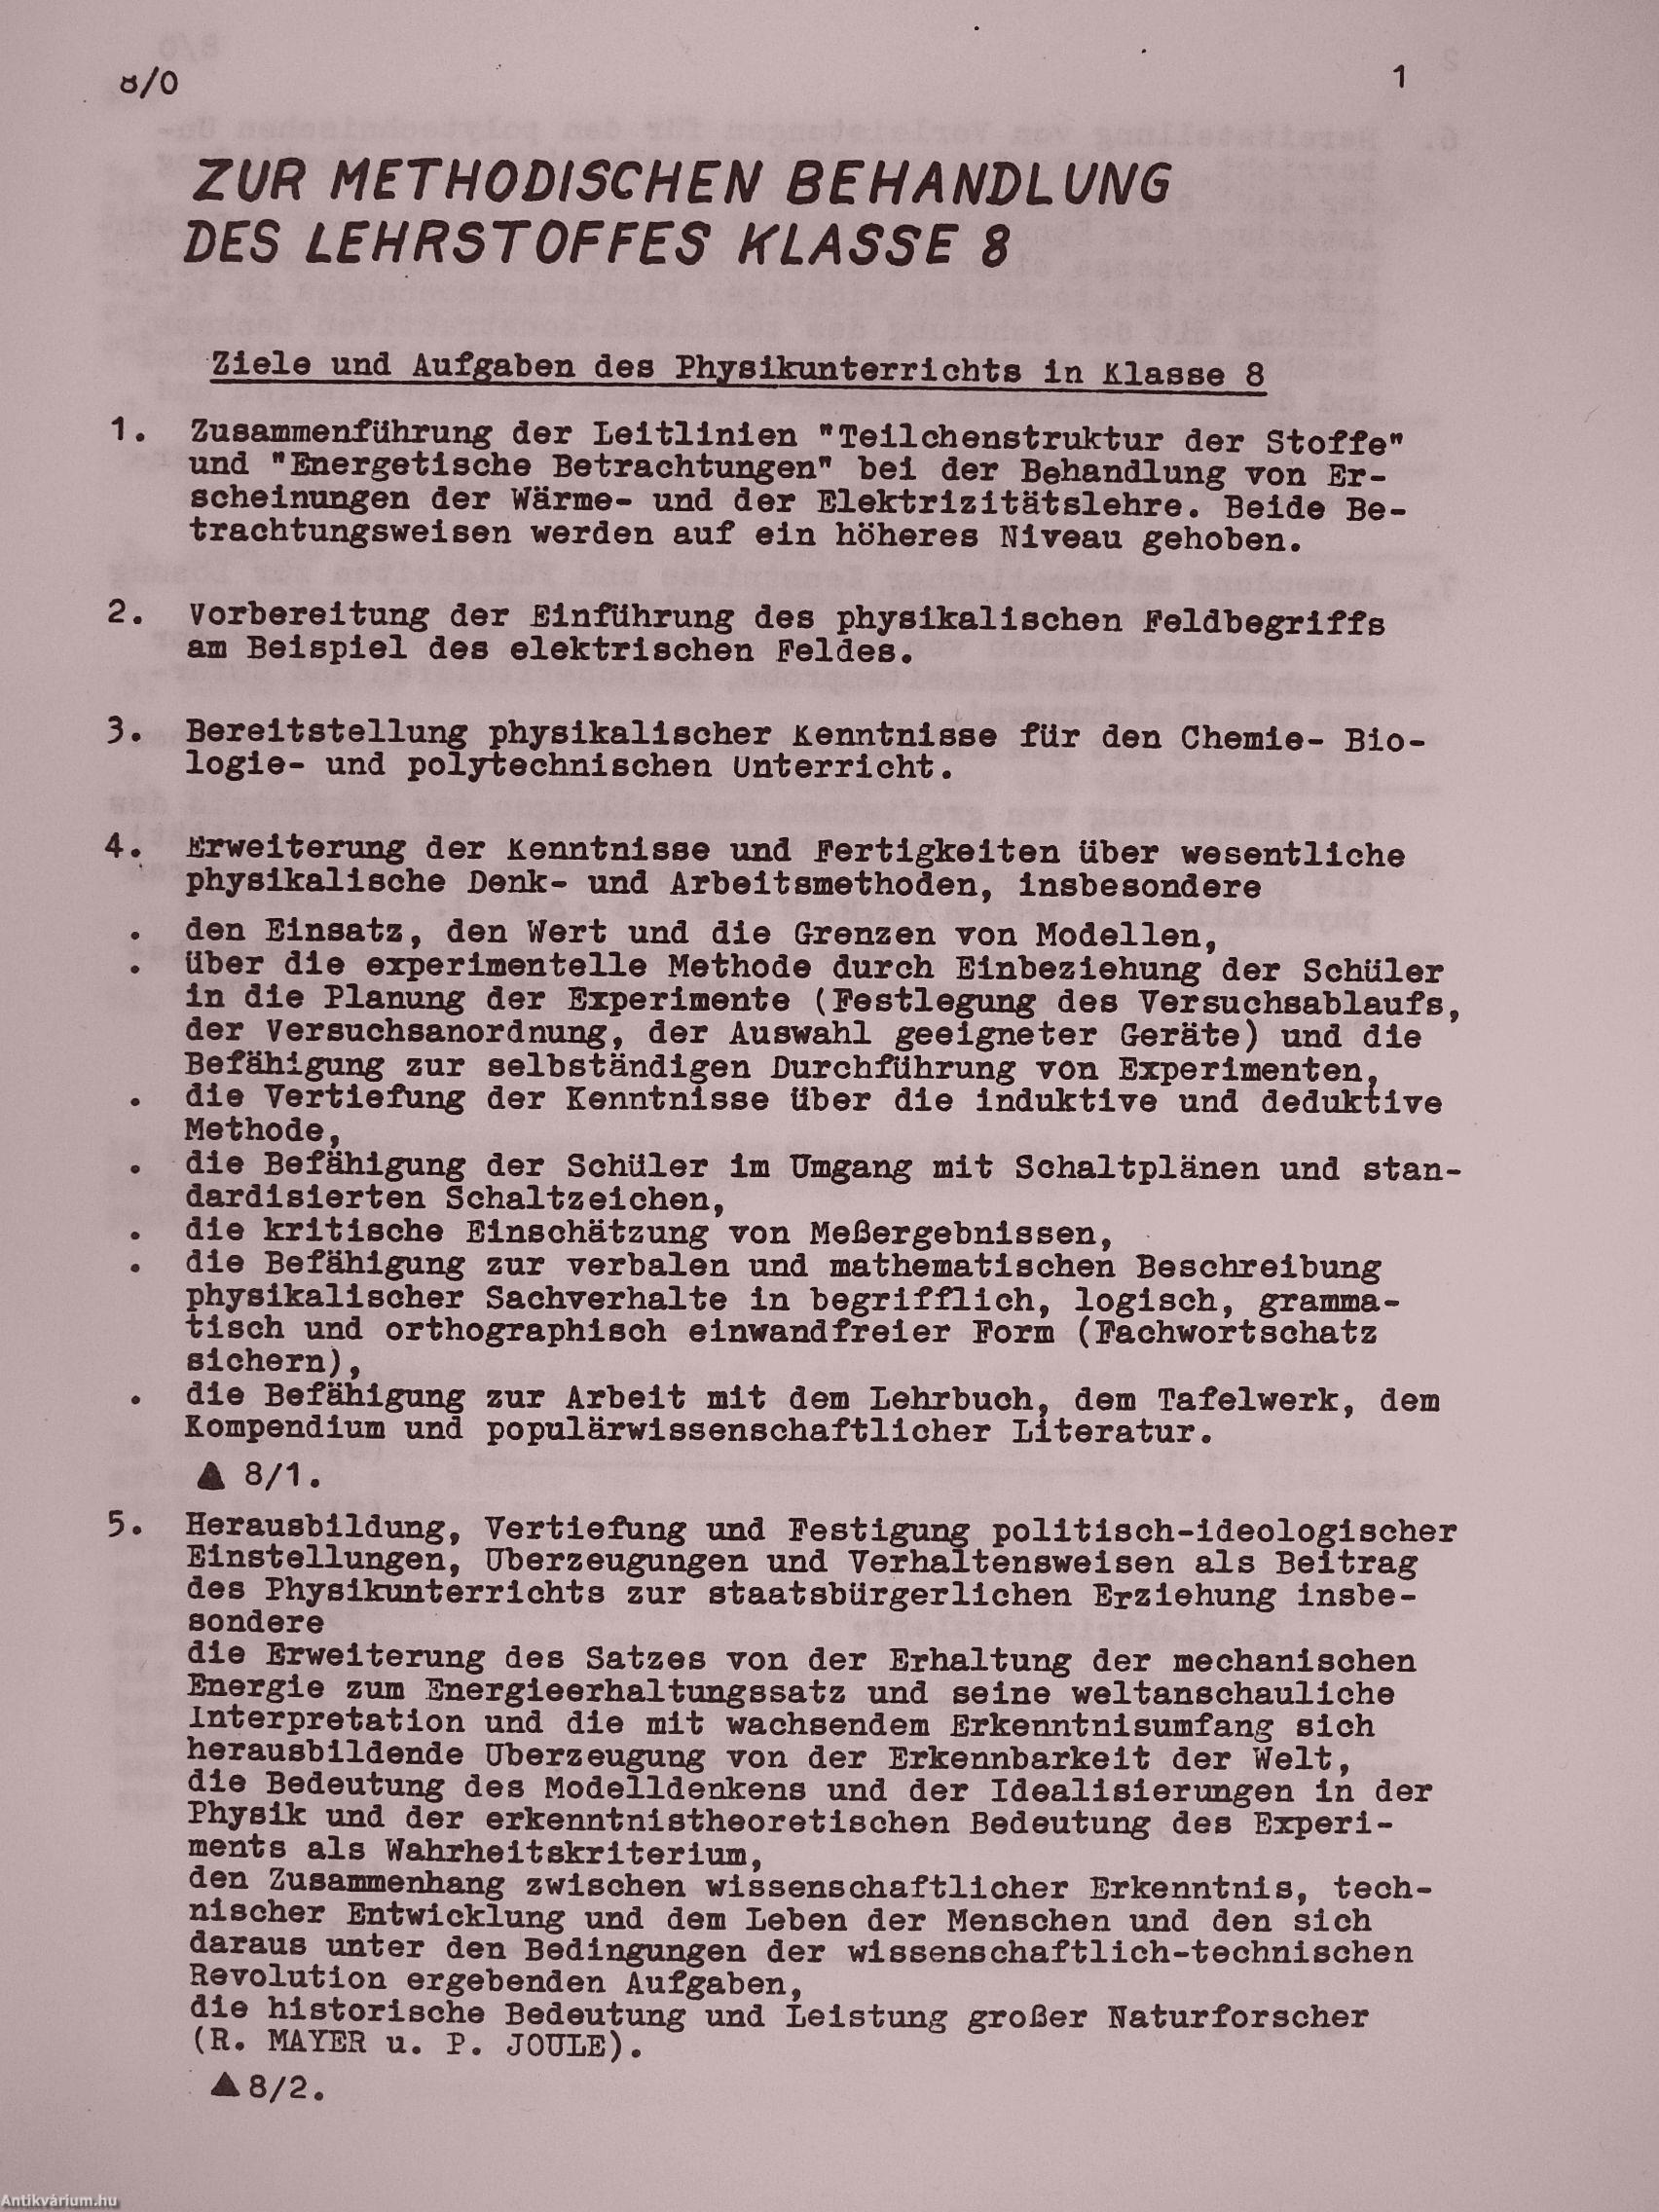 8/0
1
ZUR METHODISCHEN BEHANDLUNG
DES LEHRSTOFFES KLASSE 8
Ziele und Aufgaben des Physikunterrichts in Klasse 8
1. Zusammenführung der Leitlinien "Teilchenstruktur der Stoffe"
und "Energetische Betrachtungen" bei der Behandlung von Er-
scheinungen der Wärme- und der Elektrizitätslehre. Beide Be-
trachtungsweisen werden auf ein höheres Niveau gehoben.
2. Vorbereitung der Einführung des physikalischen Feldbegriffs
am Beispiel des elektrischen Feldes.
3. Bereitstellung physikalischer Kenntnisse für den Chemie- Bio-
logie- und polytechnischen Unterricht.
4. Erweiterung der Kenntnisse und Fertigkeiten über wesentliche
physikalische Denk- und Arbeitsmethoden, insbesondere
. den Einsatz, den Wert und die Grenzen von Modellen,
. über die experimentelle Methode durch Einbeziehung der Schüler
in die Planung der Experimente (Festlegung des Versuchsablaufs,
der Versuchsanordnung, der Auswahl geeigneter Geräte) und die
Befähigung zur selbständigen Durchführung von Experimenten,
. die Vertiefung der Kenntnisse über die induktive und deduktive
Methode,
. die Befähigung der Schüler im Umgang mit Schaltplänen und stan-
dardisierten Schaltzeichen,
. die kritische Einschätzung von Meßergebnissen,
. die Befähigung zur verbalen und mathematischen Beschreibung
physikalischer Sachverhalte in begrifflich, logisch, gramma-
tisch und orthographisch einwandfreier Form (Fachwortschatz
sichern),
. die Befähigung zur Arbeit mit dem Lehrbuch, dem Tafelwerk, dem
Kompendium und populärwissenschaftlicher Literatur.
▲ 8/1.
5. Herausbildung, Vertiefung und Festigung politisch-ideologischer
Einstellungen, Uberzeugungen und Verhaltensweisen als Beitrag
des Physikunterrichts zur staatsbürgerlichen Erziehung insbe-
sondere
die Erweiterung des Satzes von der Erhaltung der mechanischen
Energie zum Energieerhaltungssatz und seine weltanschauliche
Interpretation und die mit wachsendem Erkenntnisumfang sich
herausbildende Uberzeugung von der Erkennbarkeit der Welt,
die Bedeutung des Modelldenkens und der Idealisierungen in der
Physik und der erkenntnistheoretischen Bedeutung des Experi-
ments als Wahrheitskriterium,
den Zusammenhang zwischen wissenschaftlicher Erkenntnis, tech-
nischer Entwicklung und dem Leben der Menschen und den sich
daraus unter den Bedingungen der wissenschaftlich-technischen
Revolution ergebenden Aufgaben,
die historische Bedeutung und Leistung großer Naturforscher
(R. MAYER u. P. JOULE).
▲ 8/2.
Antikvárium.hu